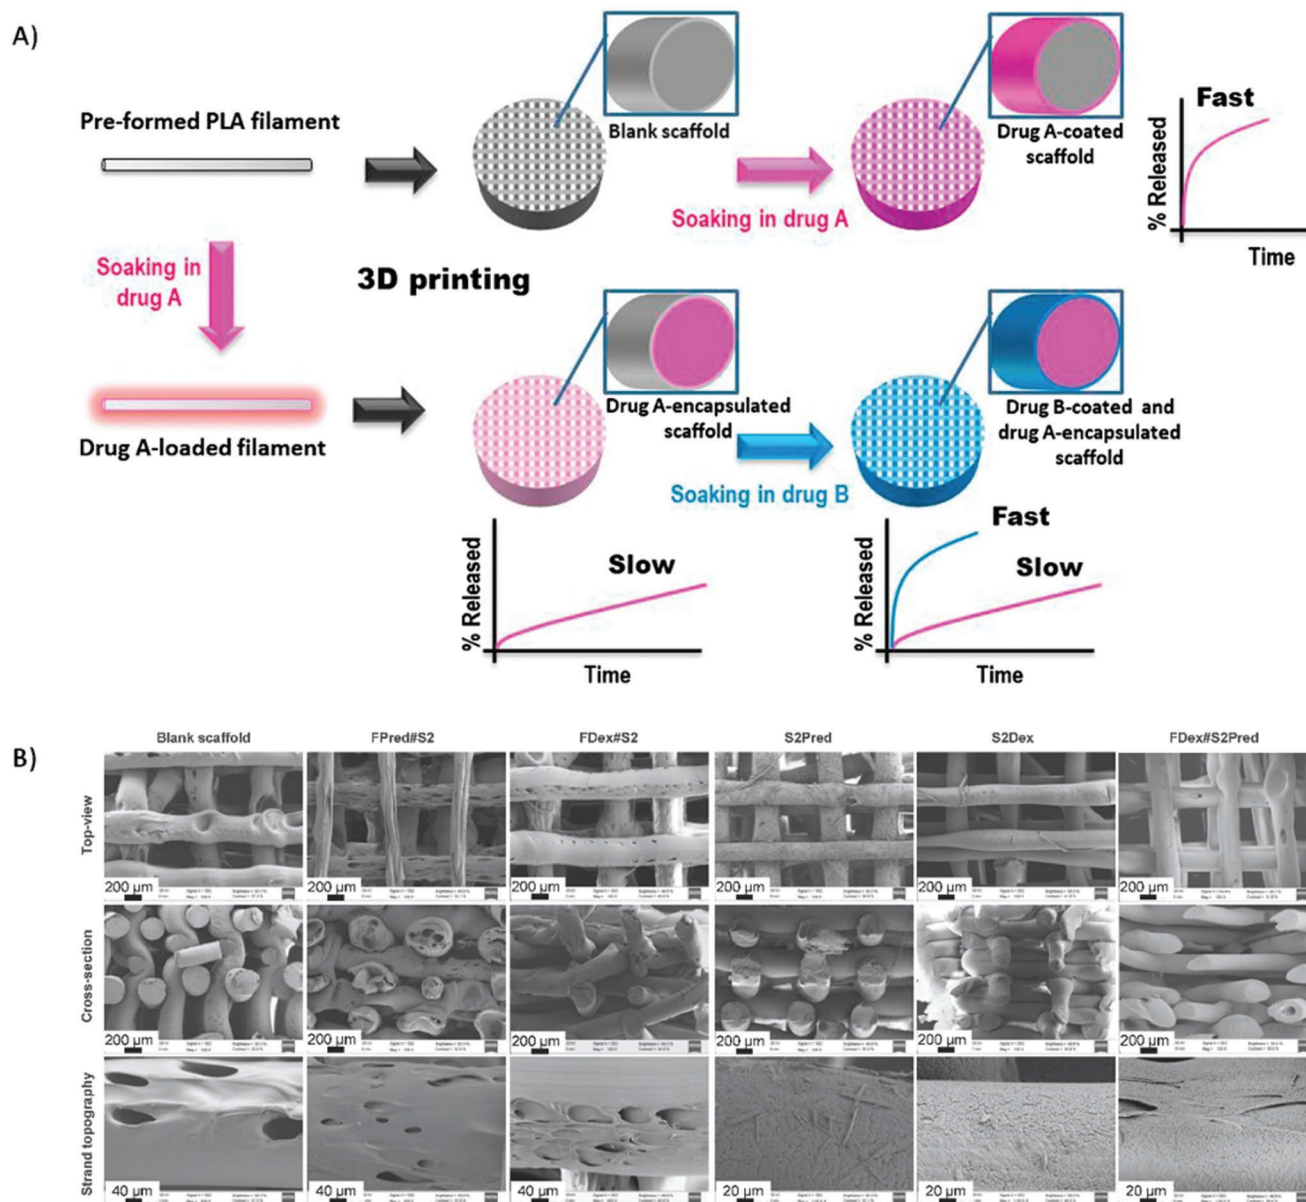 A)
Pre-formed PLA filament
Blank scaffold
Drug A-coated
scaffold
Soaking in drug A
Fast
% Released
Time
Soaking in
drug A
3D printing
Drug A-loaded filament
Drug A-encapsulated
scaffold
Soaking in drug B
Drug B-coated and
drug A-encapsulated
scaffold
Slow
% Released
Time
Fast
Slow
% Released
Time
B)
Blank scaffold
FPred#S2
FDex#S2
S2Pred
S2Dex
FDex#S2Pred
Top-view
200 µm
200 µm
200 µm
200 µm
200 µm
200 µm
Cross-section
200 µm
200 µm
200 µm
200 µm
200 µm
200 µm
Strand topography
40 µm
40 µm
40 µm
20 µm
20 µm
20 µm